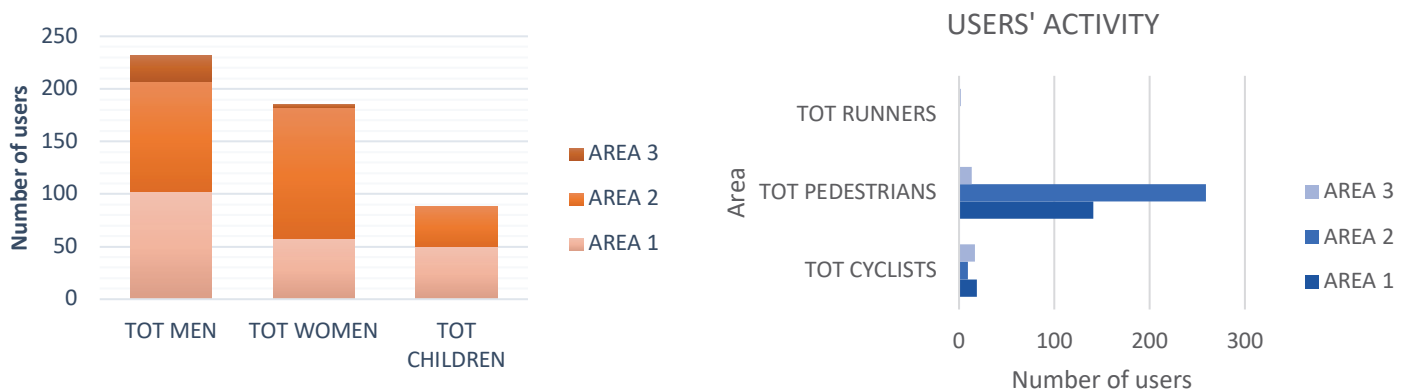 Number of users
250
200
150
100
50
0
TOT MEN
TOT WOMEN
TOT
CHILDREN
AREA 3
AREA 2
AREA 1
USERS' ACTIVITY
Area
TOT RUNNERS
TOT PEDESTRIANS
TOT CYCLISTS
0
100
200
300
Number of users
AREA 3
AREA 2
AREA 1